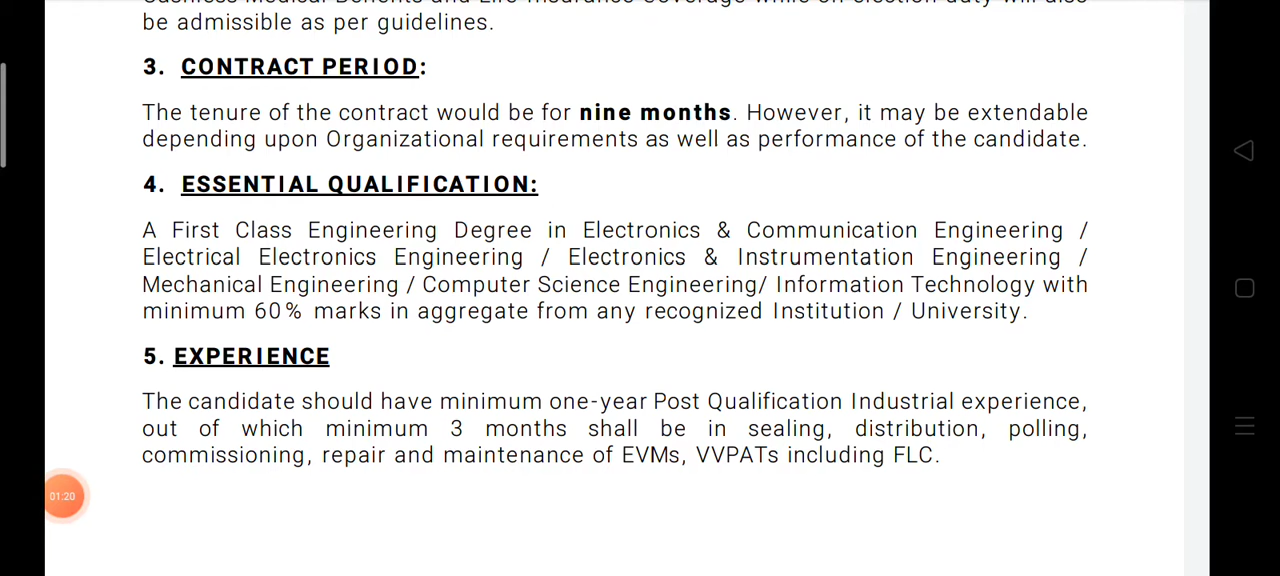 be admissible as per guidelines.
3. CONTRACT PERIOD:
The tenure of the contract would be for nine months. However, it may be extendable
depending upon Organizational requirements as well as performance of the candidate.
4. ESSENTIAL QUALIFICATION:
A First Class Engineering Degree in Electronics & Communication Engineering /
Electrical Electronics Engineering / Electronics & Instrumentation Engineering /
Mechanical Engineering / Computer Science Engineering/ Information Technology with
minimum 60% marks in aggregate from any recognized Institution / University.
5. EXPERIENCE
The candidate should have minimum one-year Post Qualification Industrial experience,
out of which minimum 3 months shall be in sealing, distribution, polling,
commissioning, repair and maintenance of EVMs, VVPATs including FLC.
01:20